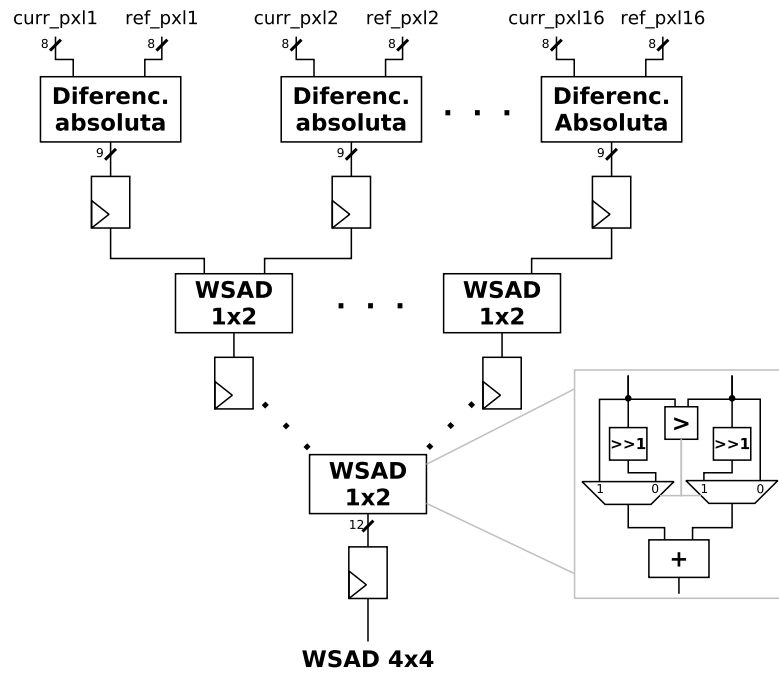 curr_pxl1 ref_pxl1 curr_pxl2 ref_pxl2 curr_pxl16 ref_pxl16
8 8 8 8 8 8
Diferenc. Diferenc. . . . Diferenc.
absoluta absoluta Absoluta
9 9 9
WSAD . . . WSAD
1x2 1x2
>
>>1 >>1
WSAD
1x2
1 0 1 0
12
+
WSAD 4x4